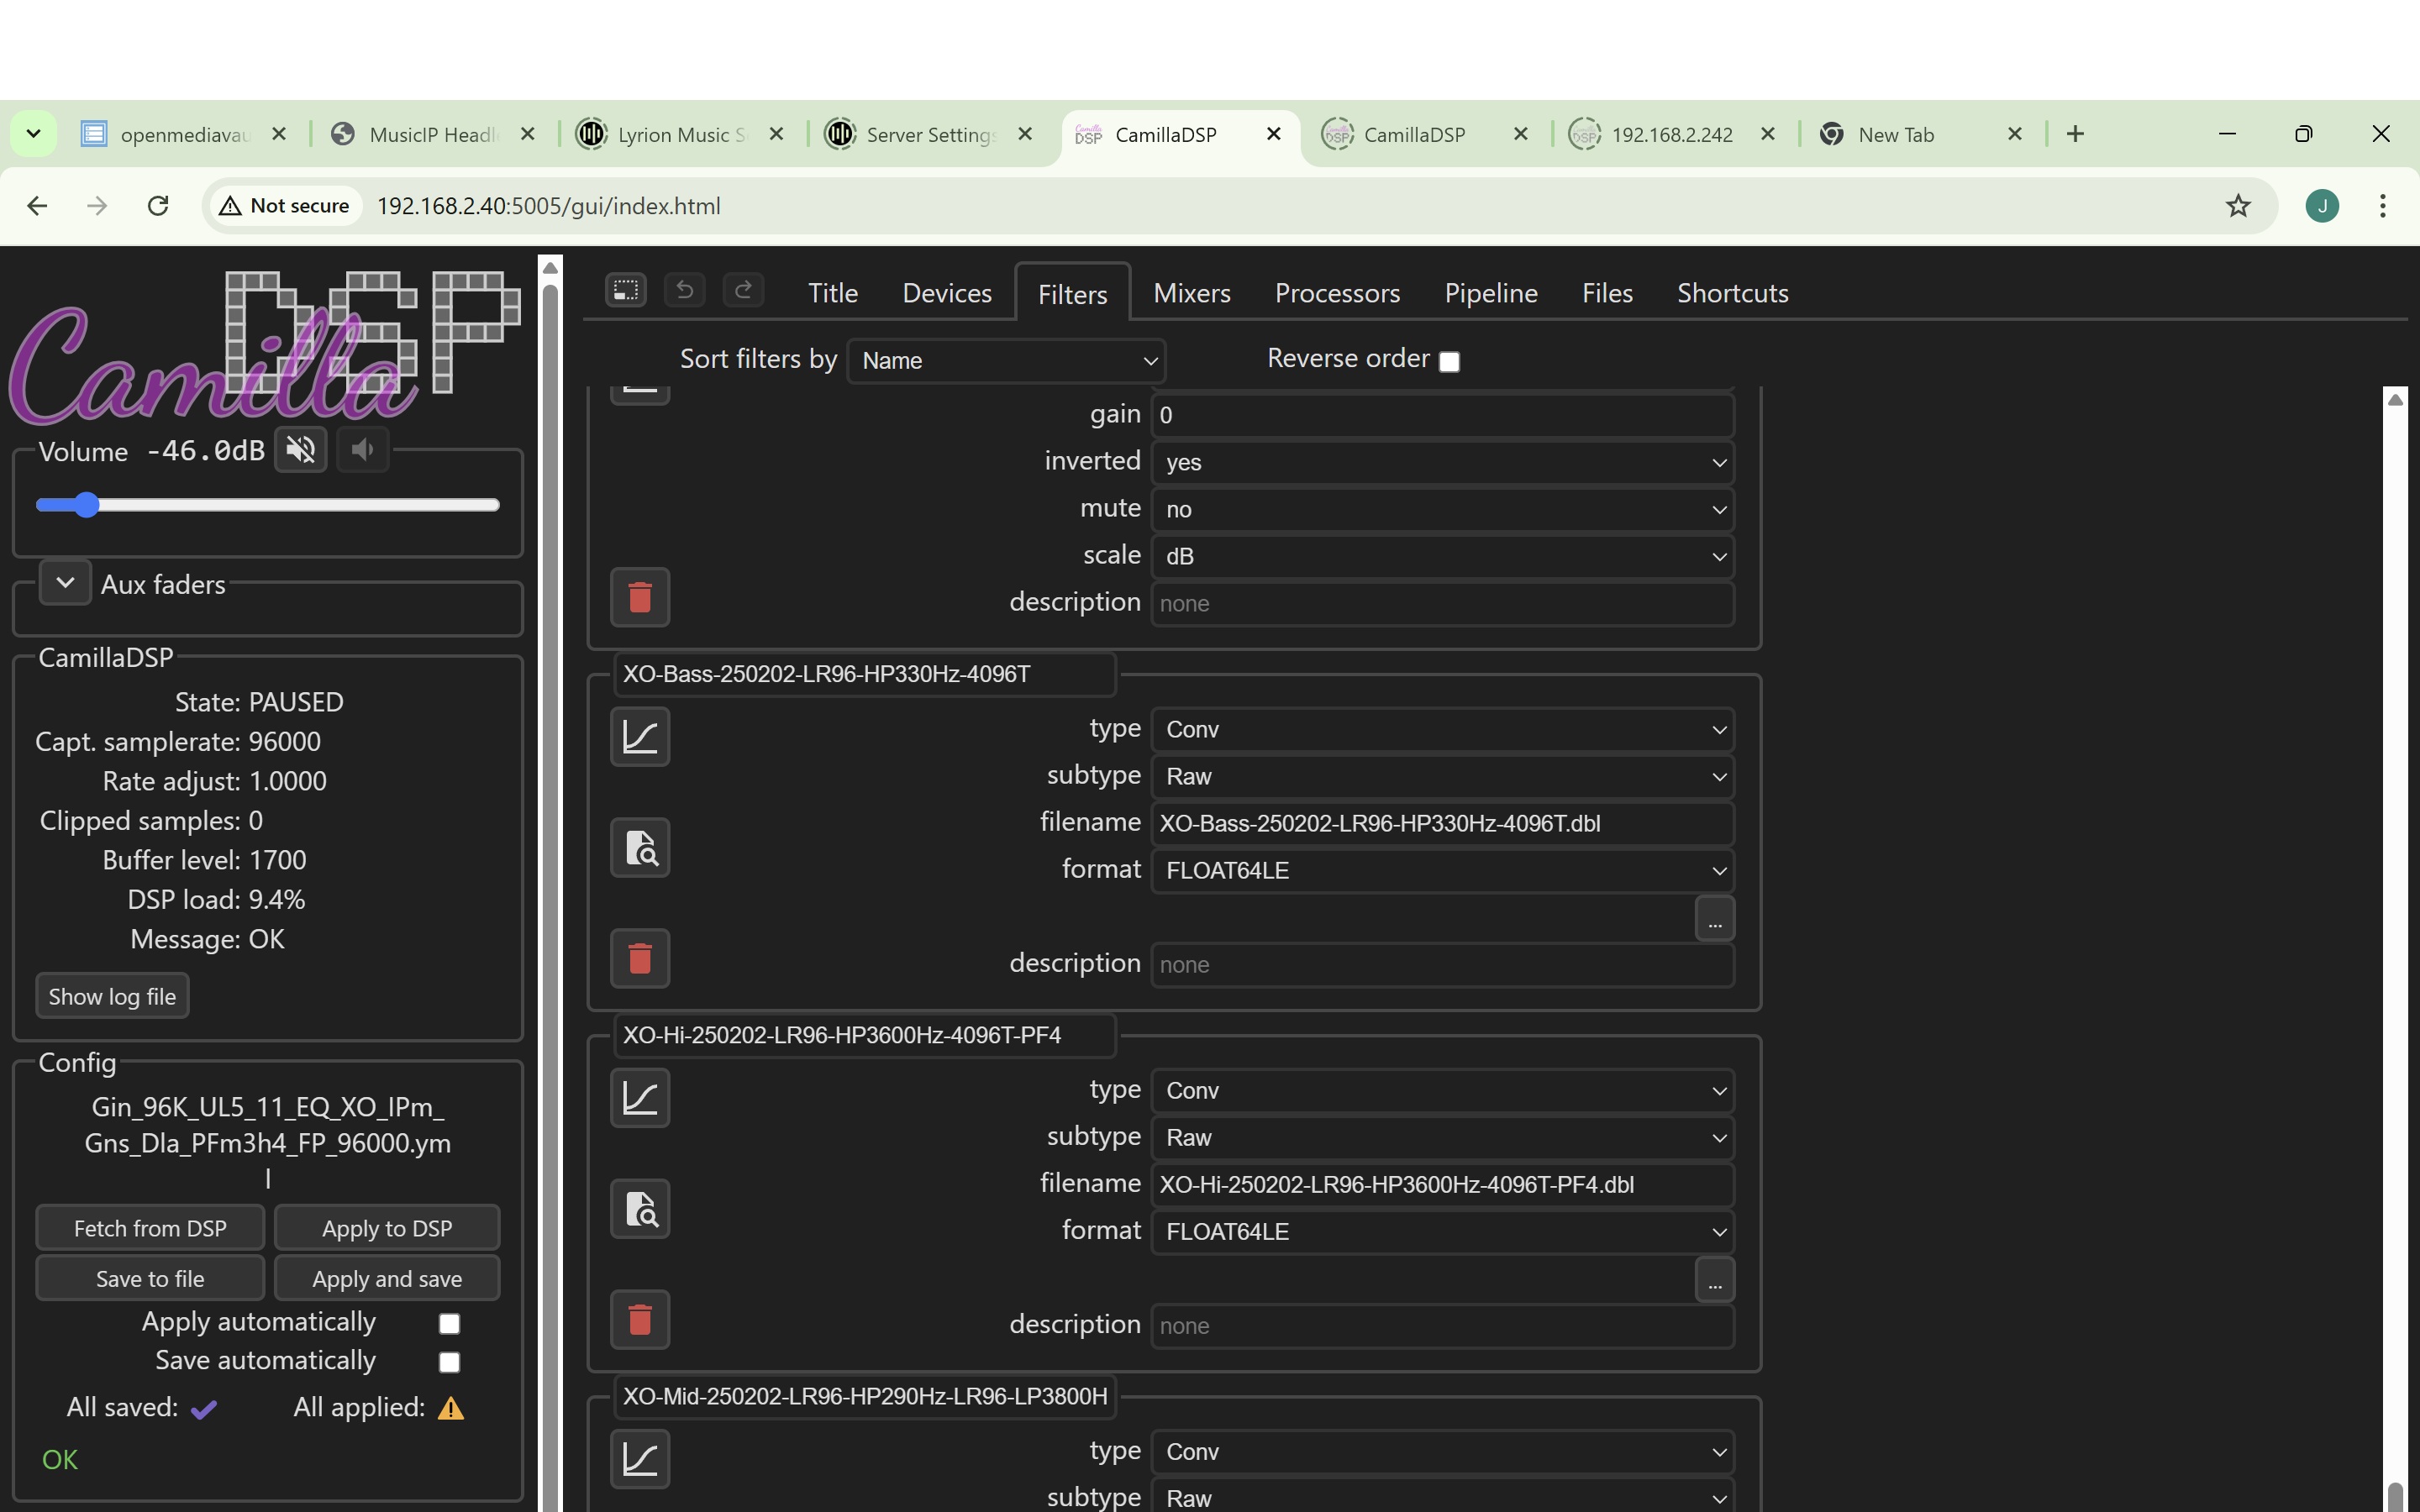 openmediavau
MusicIP Headl
Lyrion Music S
Server Settings
CamillaDSP
CamillaDSP
192.168.2.242
New Tab
Not secure
192.168.2.40:5005/gui/index.html
J
Camilla DSP
Title
Devices
Filters
Mixers
Processors
Pipeline
Files
Shortcuts
Sort filters by Name
Reverse order
Volume -46.0dB
Aux faders
CamillaDSP
State: PAUSED
Capt. samplerate: 96000
Rate adjust: 1.0000
Clipped samples: 0
Buffer level: 1700
DSP load: 9.4%
Message: OK
Show log file
Config
Gin_96K_UL5_11_EQ_XO_IPm_
Gns_Dla_PFm3h4_FP_96000.ym
l
Fetch from DSP
Apply to DSP
Save to file
Apply and save
Apply automatically
Save automatically
All saved:
All applied:
OK
gain 0
inverted yes
mute no
scale dB
description none
XO-Bass-250202-LR96-HP330Hz-4096T
type Conv
subtype Raw
filename XO-Bass-250202-LR96-HP330Hz-4096T.dbl
format FLOAT64LE
...
description none
XO-Hi-250202-LR96-HP3600Hz-4096T-PF4
type Conv
subtype Raw
filename XO-Hi-250202-LR96-HP3600Hz-4096T-PF4.dbl
format FLOAT64LE
...
description none
XO-Mid-250202-LR96-HP290Hz-LR96-LP3800H
type Conv
subtype Raw